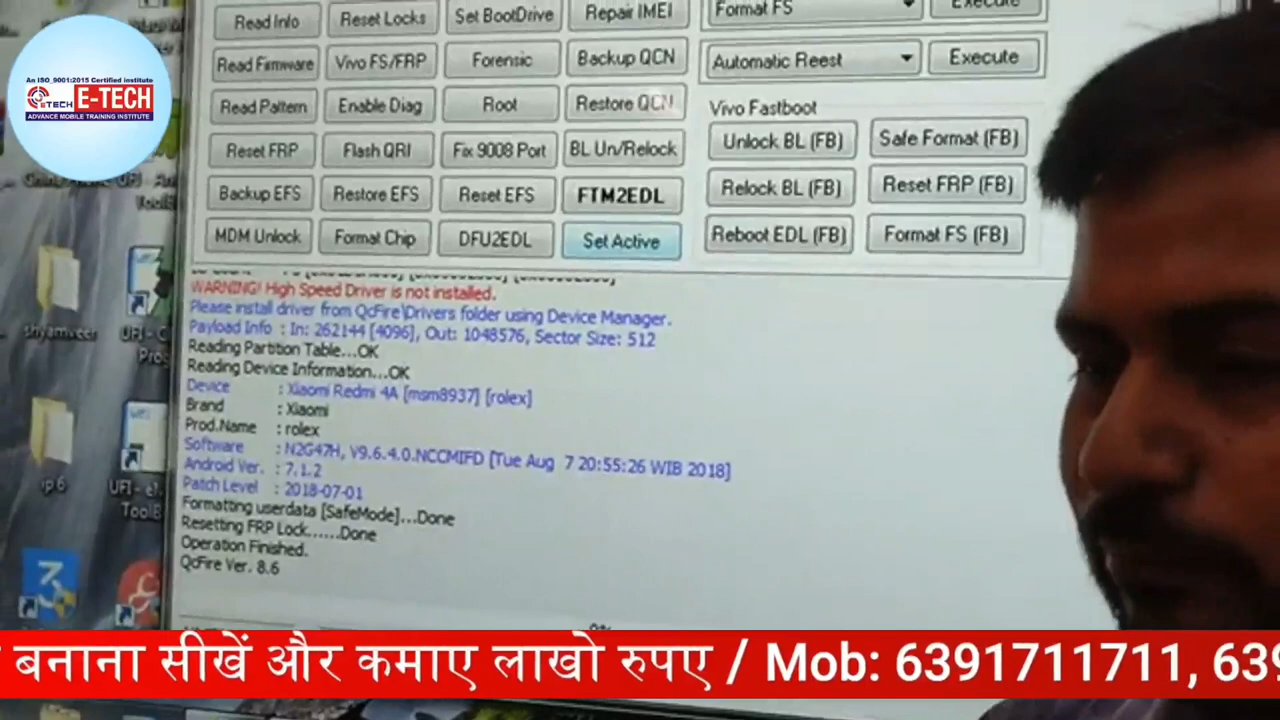 An ISO_9001:2015 Certified institute
ETECH E-TECH
ADVANCE MOBILE TRAINING INSTITUTE
Read Info
Reset Locks
Set BootDrive
Repair IMEI
Format FS
Execute
Read Firmware
Vivo FS/FRP
Forensic
Backup QCN
Automatic Reest
Execute
Read Pattern
Enable Diag
Root
Restore QCN
Vivo Fastboot
Reset FRP
Flash QRI
Fix 9008 Port
BL Un/Relock
Unlock BL (FB)
Safe Format (FB)
Backup EFS
Restore EFS
Reset EFS
FTM2EDL
Relock BL (FB)
Reset FRP (FB)
MDM Unlock
Format Chip
DFU2EDL
Set Active
Reboot EDL (FB)
Format FS (FB)
WARNING! High Speed Driver is not installed.
Please install driver from QcFire\Drivers folder using Device Manager.
Payload Info : In: 262144 [4096], Out: 1048576, Sector Size: 512
Reading Partition Table...OK
Reading Device Information...OK
Device : Xiaomi Redmi 4A [msm8937] [rolex]
Brand : Xiaomi
Prod.Name : rolex
Software : N2G47H, V9.6.4.0.NCCMIFD [Tue Aug 7 20:55:26 WIB 2018]
Android Ver. : 7.1.2
Patch Level : 2018-07-01
Formatting userdata [SafeMode]...Done
Resetting FRP Lock......Done
Operation Finished.
QcFire Ver. 8.6
shyamveer
UFI - C
Prog
ip 6
UFI - e
ToolB
बनाना सीखें और कमाए लाखो रुपए / Mob: 6391711711, 639